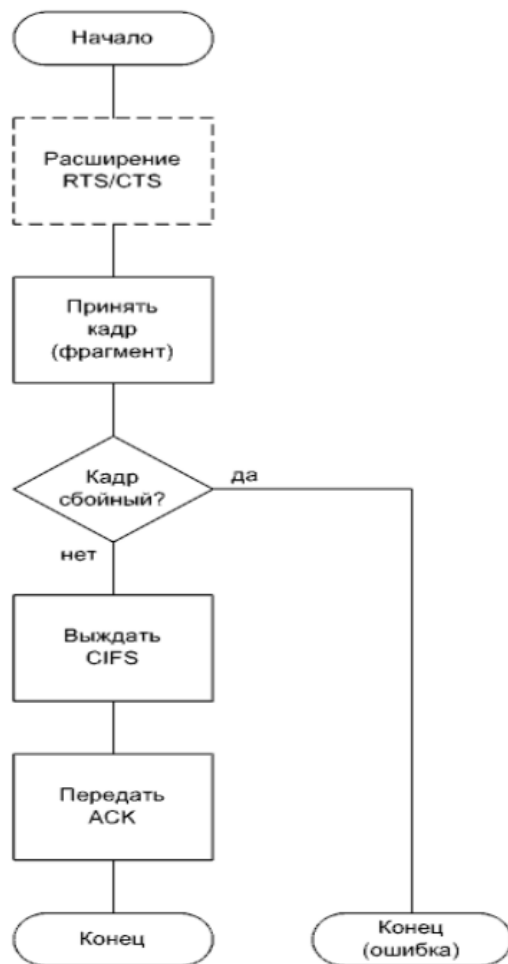 Начало
Расширение
RTS/CTS
Принять
кадр
(фрагмент)
Кадр
сбойный?
да
нет
Выждать
CIFS
Передать
ACK
Конец
Конец
(ошибка)